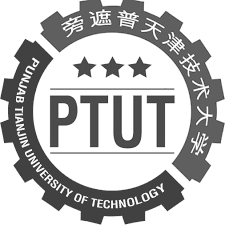 旁遮普天津技术大学
PTUT
PUNJAB TIANJIN UNIVERSITY OF TECHNOLOGY